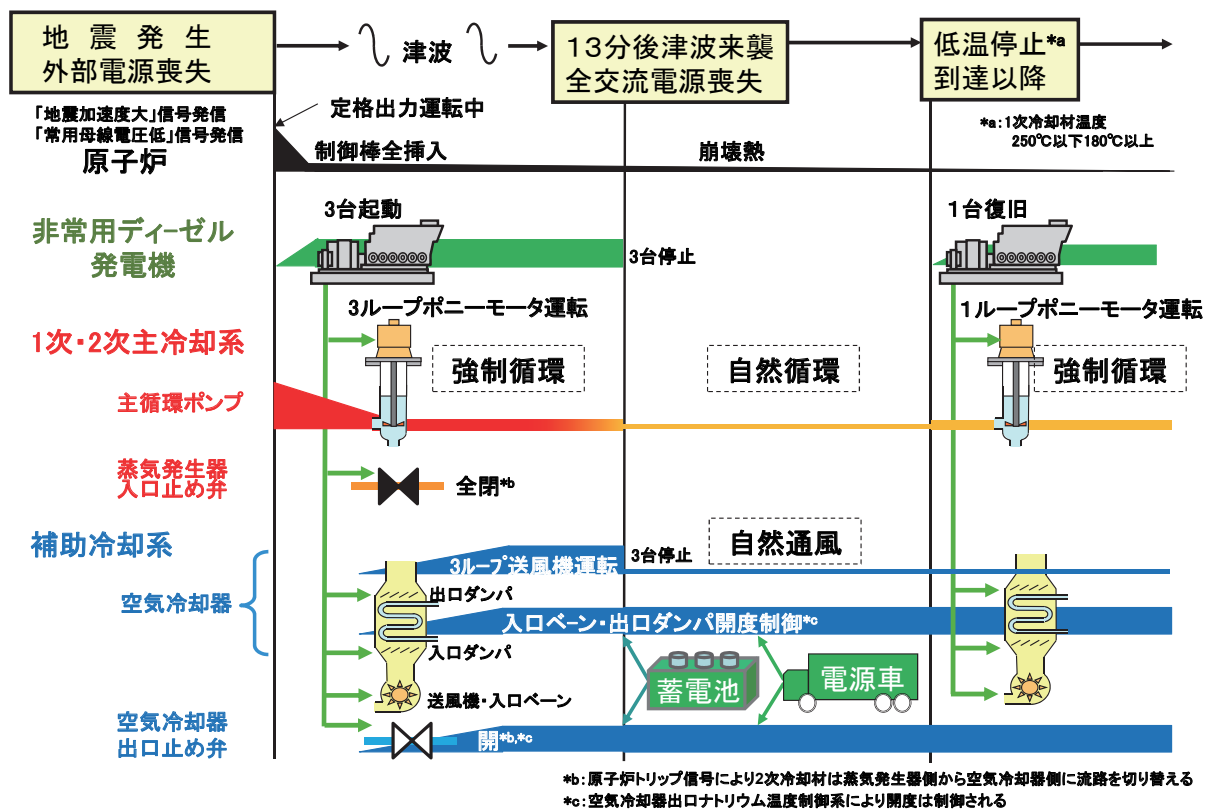 地震発生
外部電源喪失
津波
13分後津波来襲
全交流電源喪失
低温停止*a
到達以降
「地震加速度大」信号発信
「常用母線電圧低」信号発信
原子炉
定格出力運転中
*a:1次冷却材温度
250℃以下180℃以上
制御棒全挿入
崩壊熱
非常用ディーゼル
発電機
3台起動
3台停止
1台復旧
3ループポニーモータ運転
1ループポニーモータ運転
1次・2次主冷却系
強制循環
自然循環
強制循環
主循環ポンプ
蒸気発生器
入口止め弁
全閉*b
補助冷却系
自然通風
3ループ送風機運転
3台停止
空気冷却器
出口ダンパ
入口ベーン・出口ダンパ開度制御*c
入口ダンパ
蓄電池
電源車
送風機・入口ベーン
空気冷却器
出口止め弁
開*b,*c
*b:原子炉トリップ信号により2次冷却材は蒸気発生器側から空気冷却器側に流路を切り替える
*c:空気冷却器出口ナトリウム温度制御系により開度は制御される